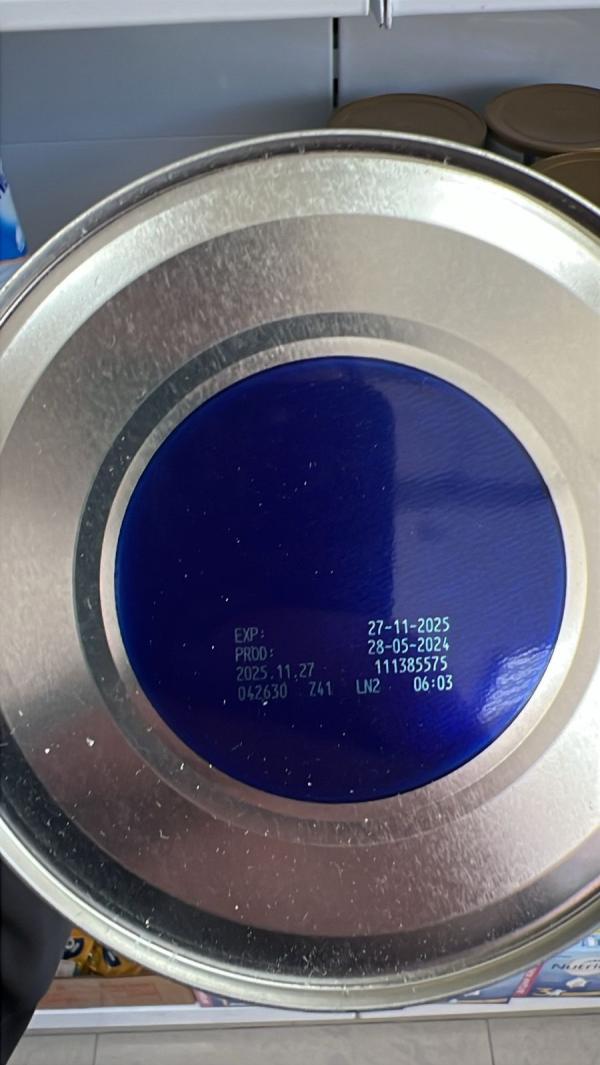 EXP: 27-11-2025
PROD: 28-05-2024
2025.11.27 111385575
042630 Z41 LN2 06:03